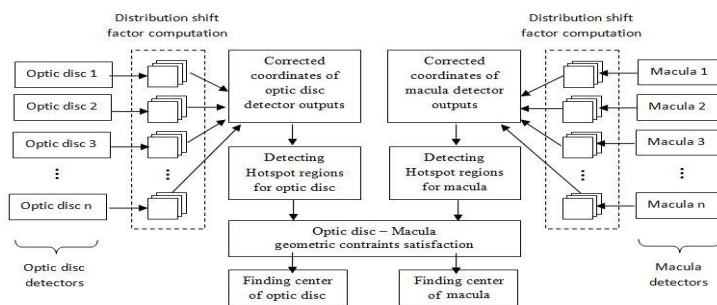 Distribution shift
factor computation
Distribution shift
factor computation
Optic disc 1
Optic disc 2
Optic disc 3
...
Optic disc n
Optic disc
detectors
Corrected
coordinates of
optic disc
detector outputs
Corrected
coordinates of
macula detector
outputs
Macula 1
Macula 2
Macula 3
...
Macula n
Macula
detectors
Detecting
Hotspot regions
for optic disc
Detecting
Hotspot regions
for macula
Optic disc – Macula
geometric contraints satisfaction
Finding center
of optic disc
Finding center
of macula